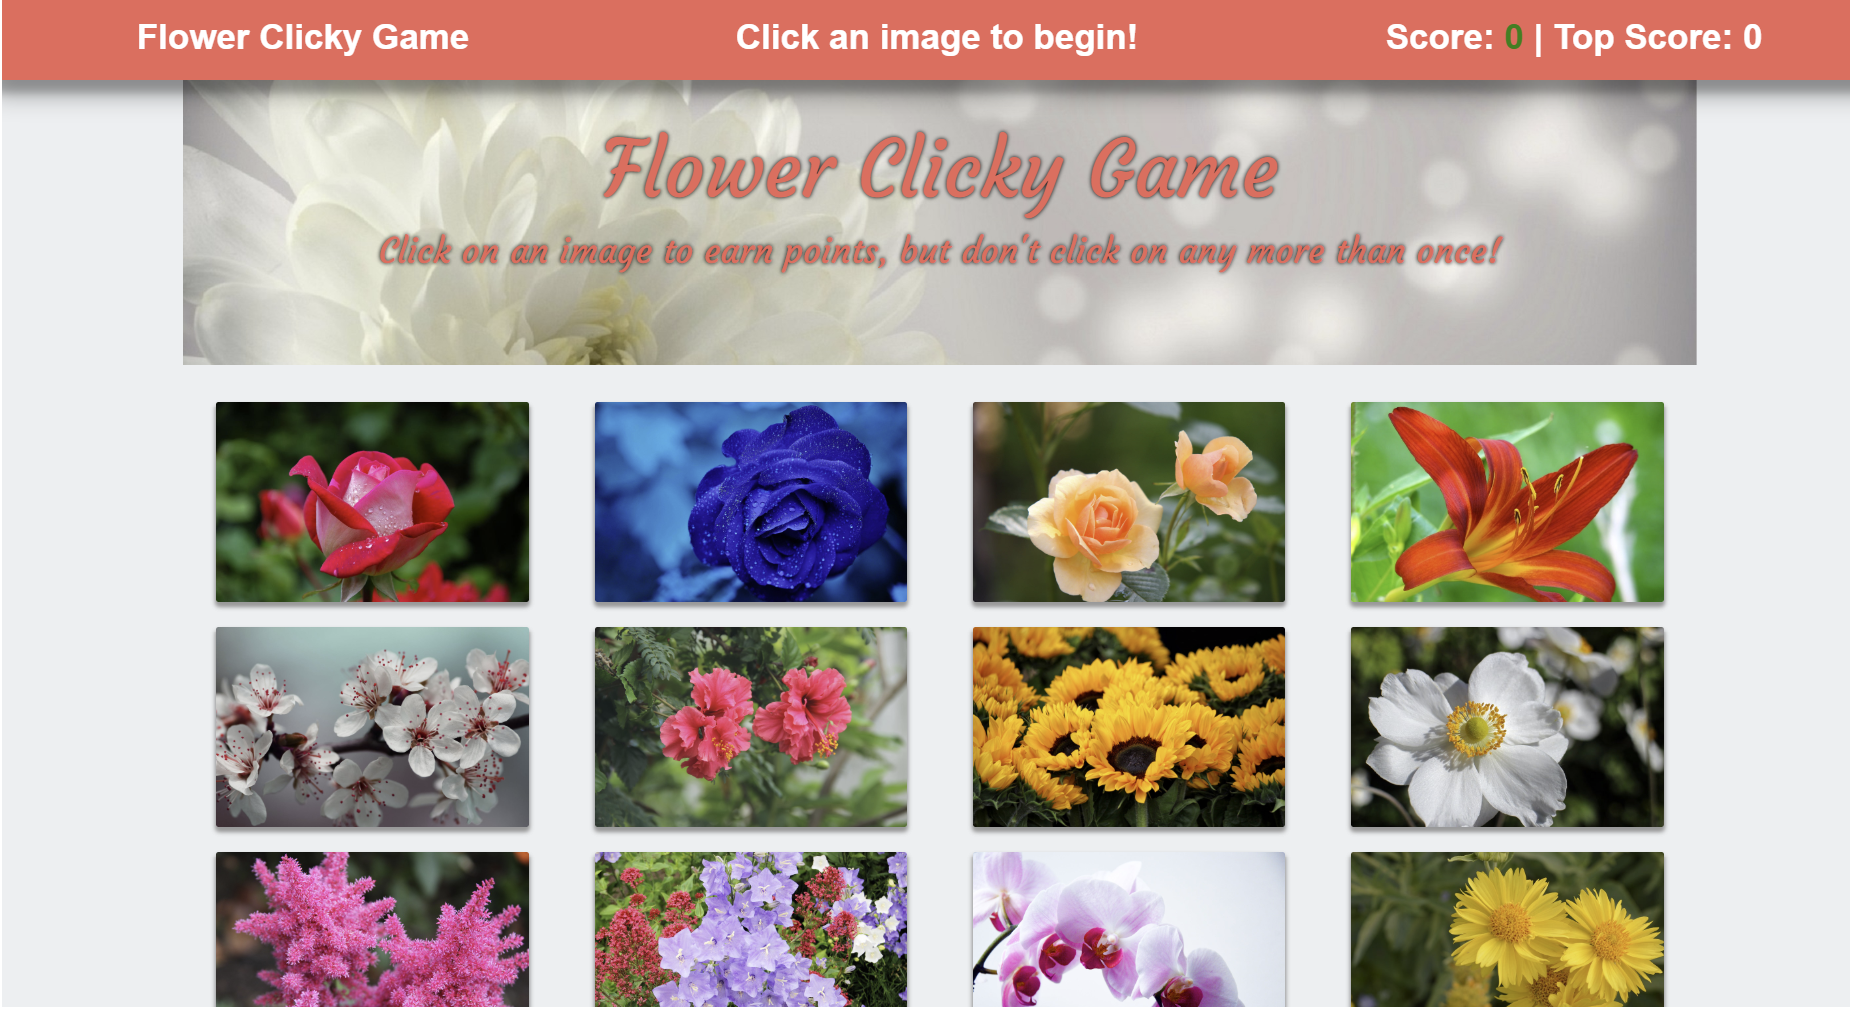 Flower Clicky Game
Click an image to begin!
Score: 0 | Top Score: 0
Flower Clicky Game
Click on an image to earn points, but don't click on any more than once!